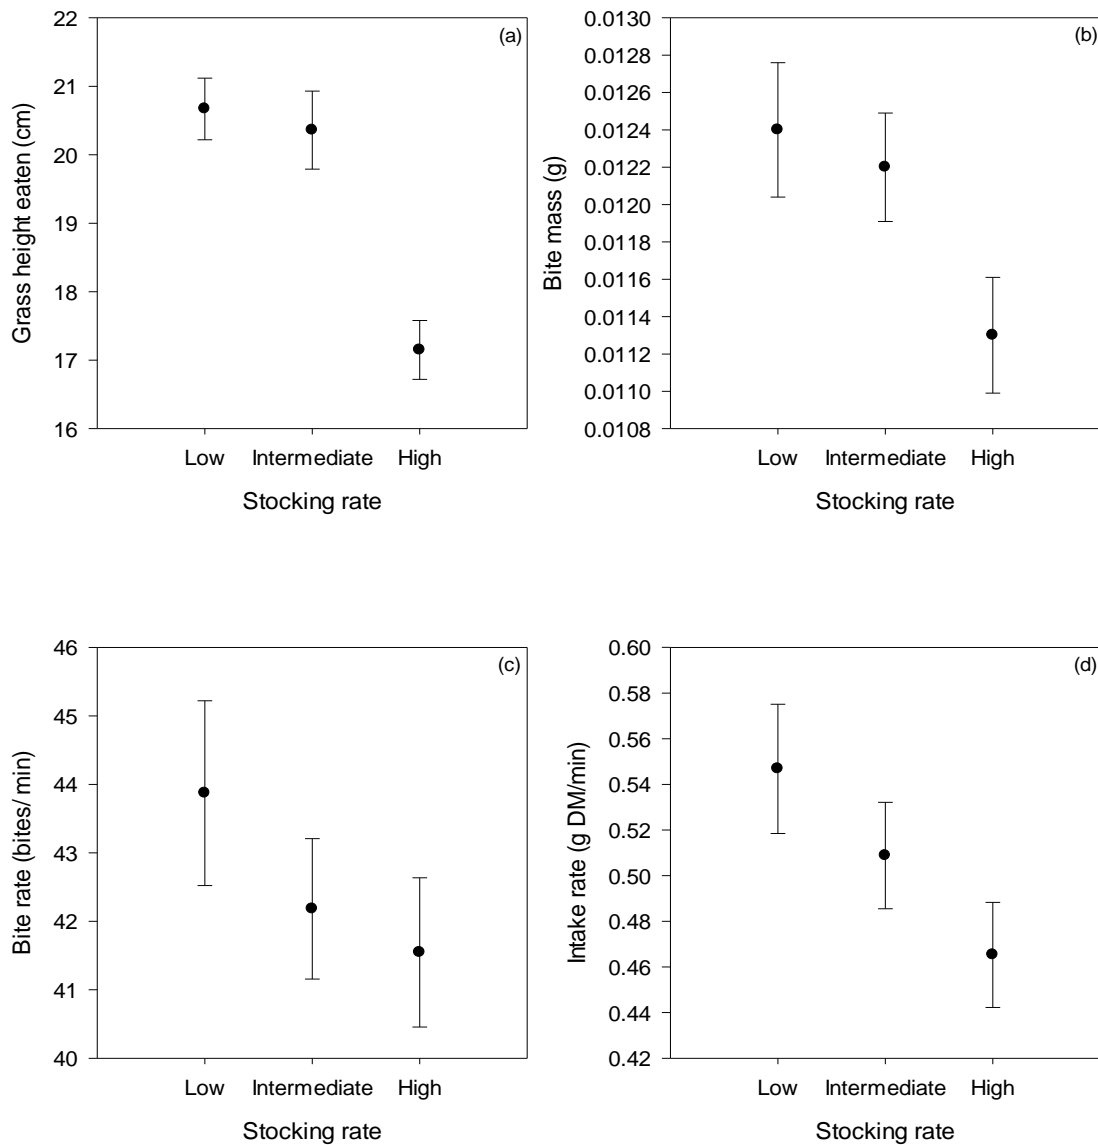 (a)
Grass height eaten (cm)
22
21
20
19
18
17
16
Low Intermediate High
Stocking rate
(b)
Bite mass (g)
0.0130
0.0128
0.0126
0.0124
0.0122
0.0120
0.0118
0.0116
0.0114
0.0112
0.0110
0.0108
Low Intermediate High
Stocking rate
(c)
Bite rate (bites/ min)
46
45
44
43
42
41
40
Low Intermediate High
Stocking rate
(d)
Intake rate (g DM/min)
0.60
0.58
0.56
0.54
0.52
0.50
0.48
0.46
0.44
0.42
Low Intermediate High
Stocking rate